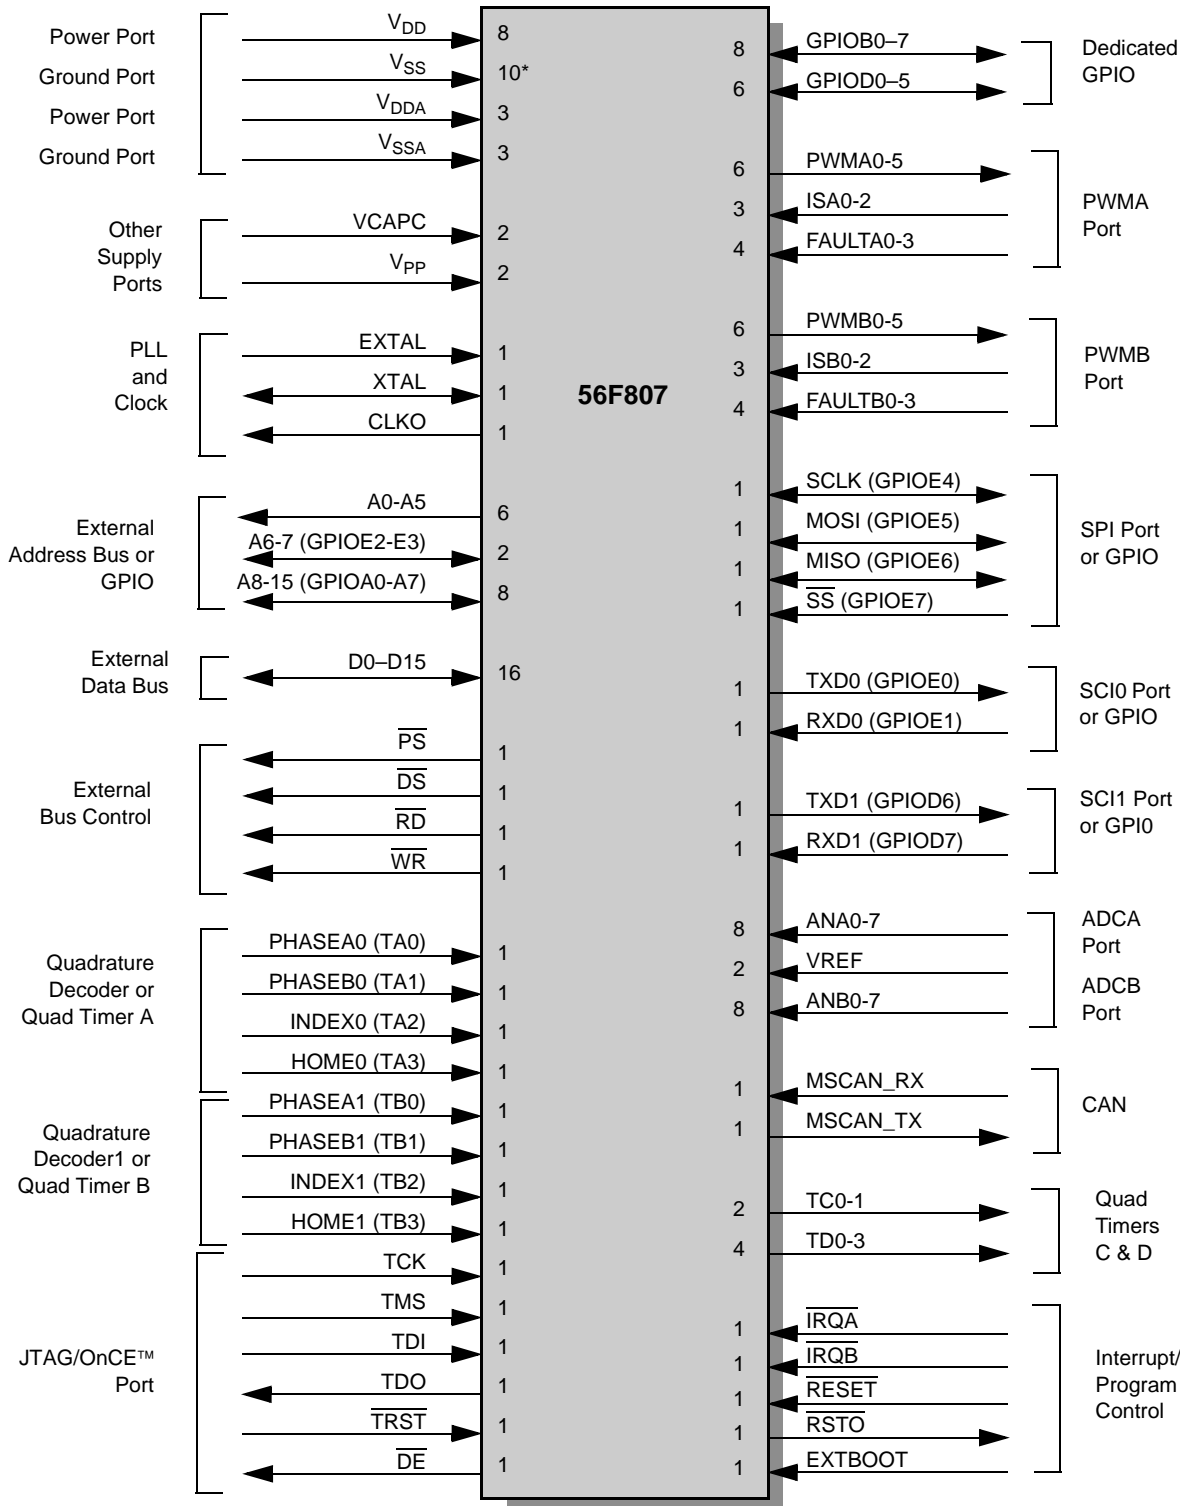 Power Port
Ground Port
Power Port
Ground Port
VDD
8
VSS
10*
VDDA
3
VSSA
3
Other
Supply
Ports
VCAPC
2
VPP
2
PLL
and
Clock
EXTAL
1
XTAL
1
CLKO
1
External
Address Bus or
GPIO
A0-A5
6
A6-7 (GPIOE2-E3)
2
A8-15 (GPIOA0-A7)
8
External
Data Bus
D0–D15
16
External
Bus Control
PS
1
DS
1
RD
1
WR
1
Quadrature
Decoder or
Quad Timer A
PHASEA0 (TA0)
1
PHASEB0 (TA1)
1
INDEX0 (TA2)
1
HOME0 (TA3)
1
Quadrature
Decoder1 or
Quad Timer B
PHASEA1 (TB0)
1
PHASEB1 (TB1)
1
INDEX1 (TB2)
1
HOME1 (TB3)
1
JTAG/OnCE™
Port
TCK
1
TMS
1
TDI
1
TDO
1
TRST
1
DE
1
56F807
8
GPIOB0–7
6
GPIOD0–5
Dedicated
GPIO
6
PWMA0-5
3
ISA0-2
4
FAULTA0-3
PWMA
Port
6
PWMB0-5
3
ISB0-2
4
FAULTB0-3
PWMB
Port
1
SCLK (GPIOE4)
1
MOSI (GPIOE5)
1
MISO (GPIOE6)
1
SS (GPIOE7)
SPI Port
or GPIO
1
TXD0 (GPIOE0)
1
RXD0 (GPIOE1)
SCI0 Port
or GPIO
1
TXD1 (GPIOD6)
1
RXD1 (GPIOD7)
SCI1 Port
or GPI0
8
ANA0-7
2
VREF
8
ANB0-7
ADCA
Port
ADCB
Port
1
MSCAN_RX
1
MSCAN_TX
CAN
2
TC0-1
4
TD0-3
Quad
Timers
C & D
1
IRQA
1
IRQB
1
RESET
1
RSTO
1
EXTBOOT
Interrupt/
Program
Control